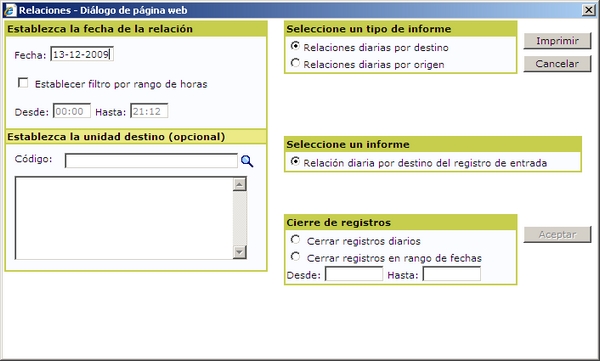 Relaciones - Diálogo de página web
Establezca la fecha de la relación
Fecha: 13-12-2009
Establecer filtro por rango de horas
Desde: 00:00 Hasta: 21:12
Establezca la unidad destino (opcional)
Código:
Seleccione un tipo de informe
Relaciones diarias por destino
Relaciones diarias por origen
Imprimir
Cancelar
Seleccione un informe
Relación diaria por destino del registro de entrada
Cierre de registros
Cerrar registros diarios
Cerrar registros en rango de fechas
Desde: Hasta:
Aceptar